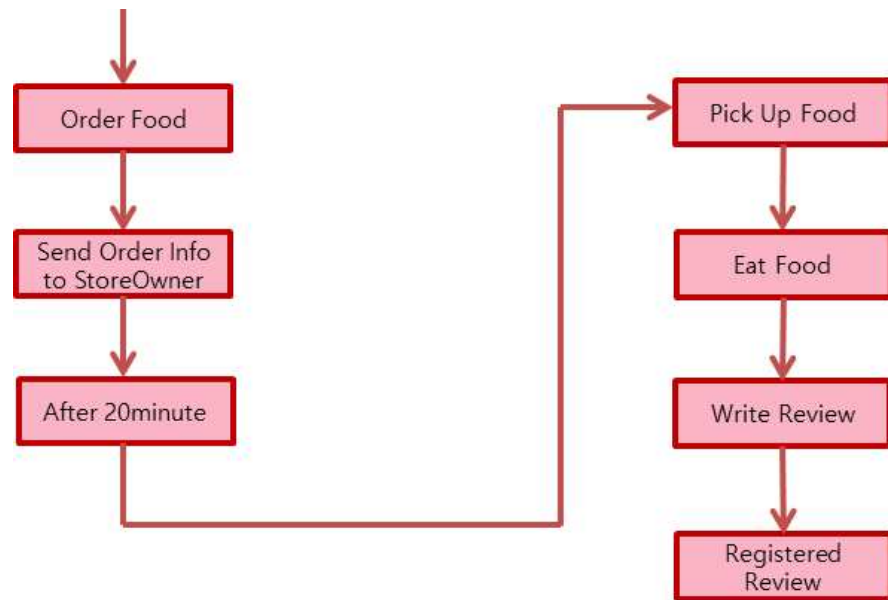 Order Food
Send Order Info
to StoreOwner
After 20minute
Pick Up Food
Eat Food
Write Review
Registered
Review